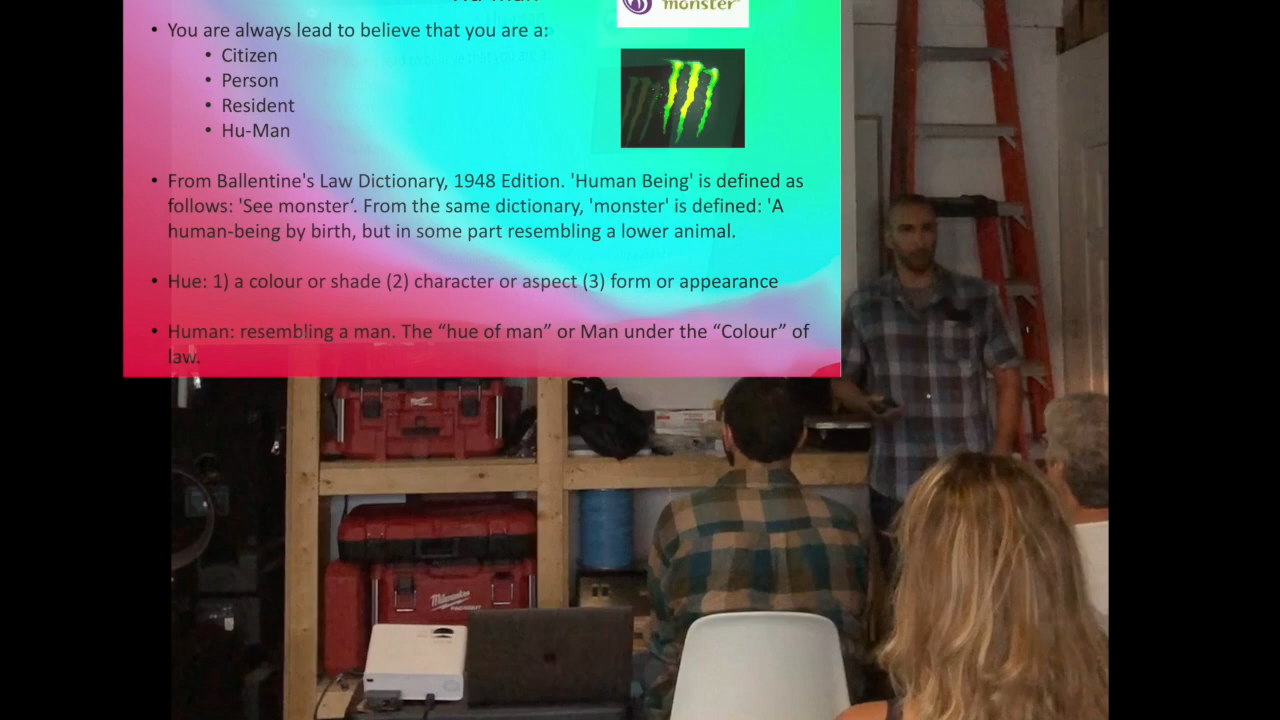 monster
• You are always lead to believe that you are a:
• Citizen
• Person
• Resident
• Hu-Man
• From Ballentine's Law Dictionary, 1948 Edition. 'Human Being' is defined as
follows: 'See monster‘. From the same dictionary, 'monster' is defined: 'A
human-being by birth, but in some part resembling a lower animal.
• Hue: 1) a colour or shade (2) character or aspect (3) form or appearance
• Human: resembling a man. The “hue of man” or Man under the “Colour” of
law.
Milwaukee
PACKOUT